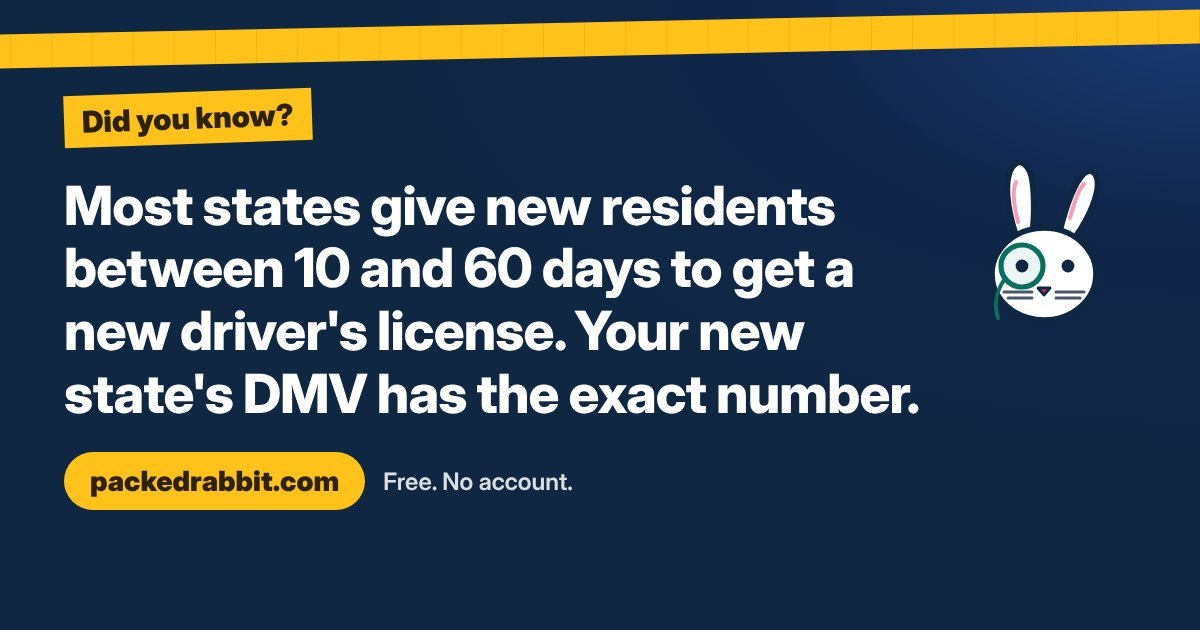 Did you know?
Most states give new residents
between 10 and 60 days to get a
new driver's license. Your new
state's DMV has the exact number.
packedrabbit.com
Free. No account.